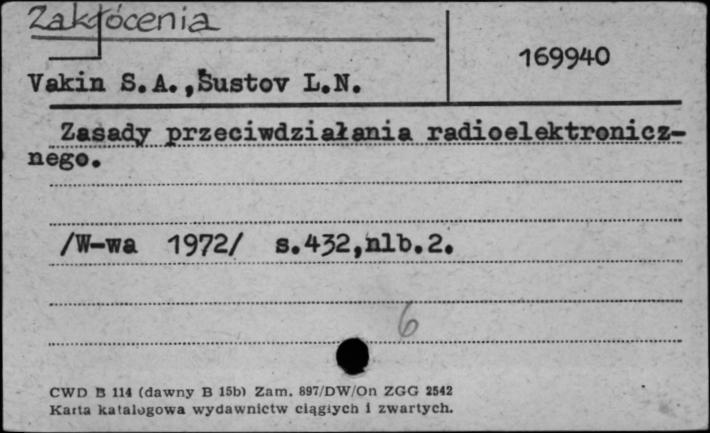 Zakłócenia
169940
Vakin S.A.,Šustov L.N.
Zasady przeciwdziałania radioelektronicz-
nego.
/W-wa 1972/ s.432,nlb.2.
6
CWD B 114 (dawny B 15b) Zam. 897/DW/On ZGG 2542
Karta katalogowa wydawnictw ciągłych i zwartych.